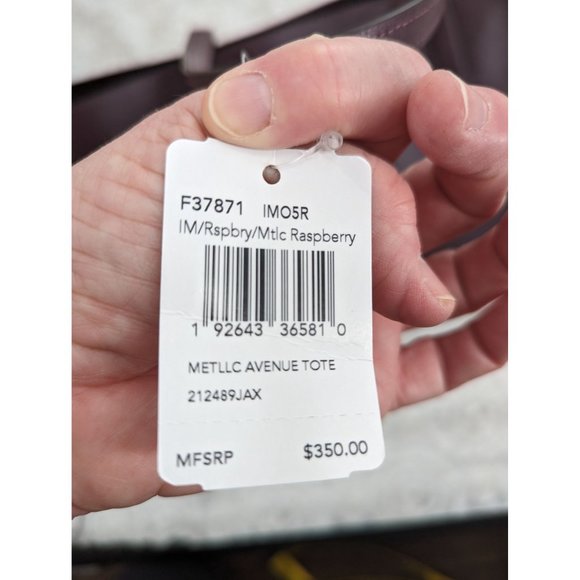 F37871 IMO5R
IM/Rspbry/Mtlc Raspberry
1 92643 36581 0
METLLC AVENUE TOTE
212489JAX
MFSRP $350.00